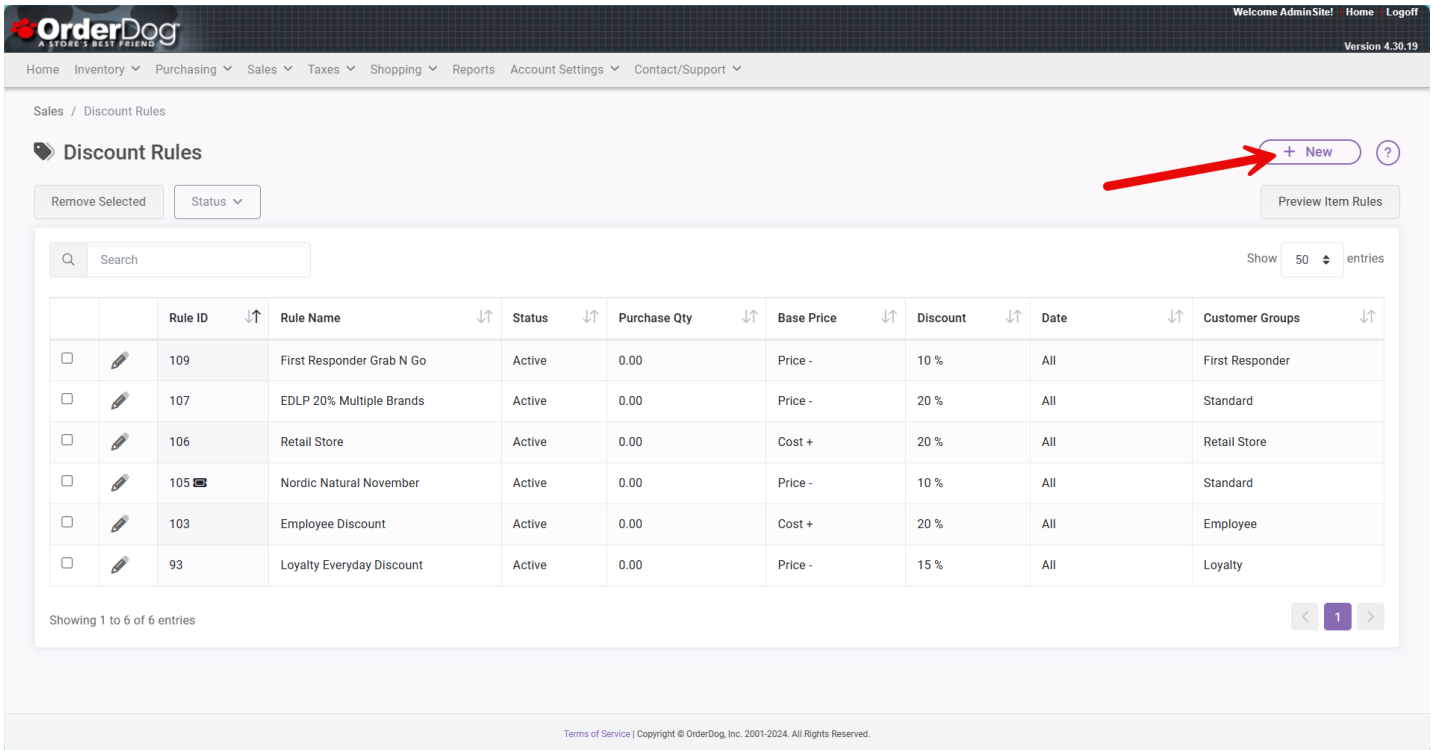 Welcome AdminSite! | Home | Logoff
OrderDog
A STORE'S BEST FRIEND
Version 4.30.19
Home Inventory Purchasing Sales Taxes Shopping Reports Account Settings Contact/Support
Sales / Discount Rules
Discount Rules
+ New ?
Remove Selected Status Preview Item Rules
Search Show 50 entries
Rule ID Rule Name Status Purchase Qty Base Price Discount Date Customer Groups
109 First Responder Grab N Go Active 0.00 Price - 10 % All First Responder
107 EDLP 20% Multiple Brands Active 0.00 Price - 20 % All Standard
106 Retail Store Active 0.00 Cost + 20 % All Retail Store
105 Nordic Natural November Active 0.00 Price - 10 % All Standard
103 Employee Discount Active 0.00 Cost + 20 % All Employee
93 Loyalty Everyday Discount Active 0.00 Price - 15 % All Loyalty
Showing 1 to 6 of 6 entries < 1 >
Terms of Service | Copyright © OrderDog, Inc. 2001-2024. All Rights Reserved.